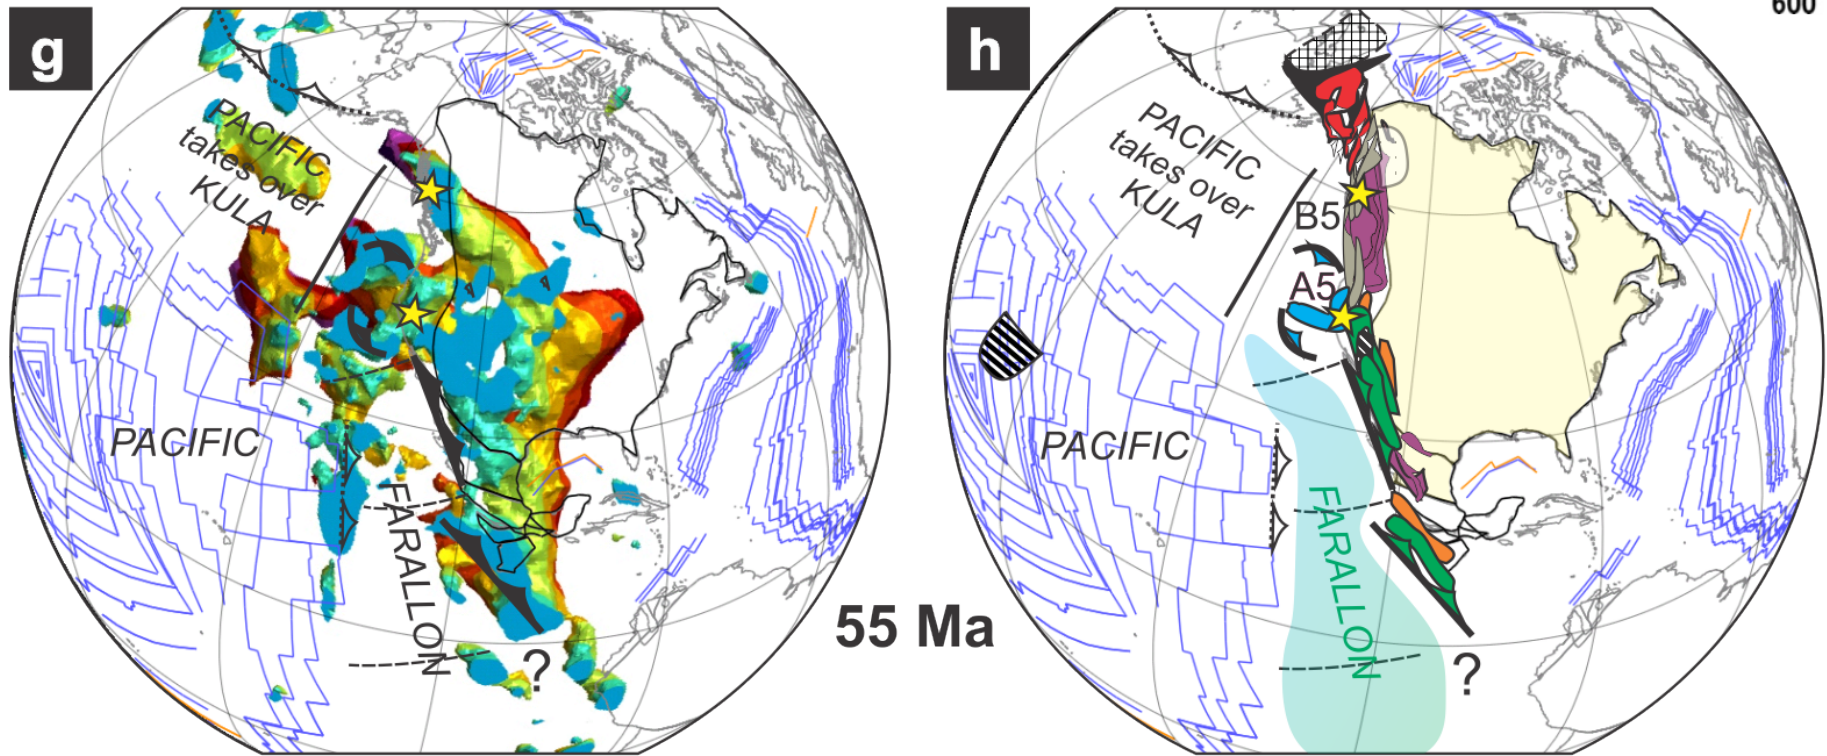 600
g
PACIFIC
takes over
KULA
PACIFIC
FARALLON
?
55 Ma
h
PACIFIC
takes over
KULA
B5
A5
PACIFIC
FARALLON
?